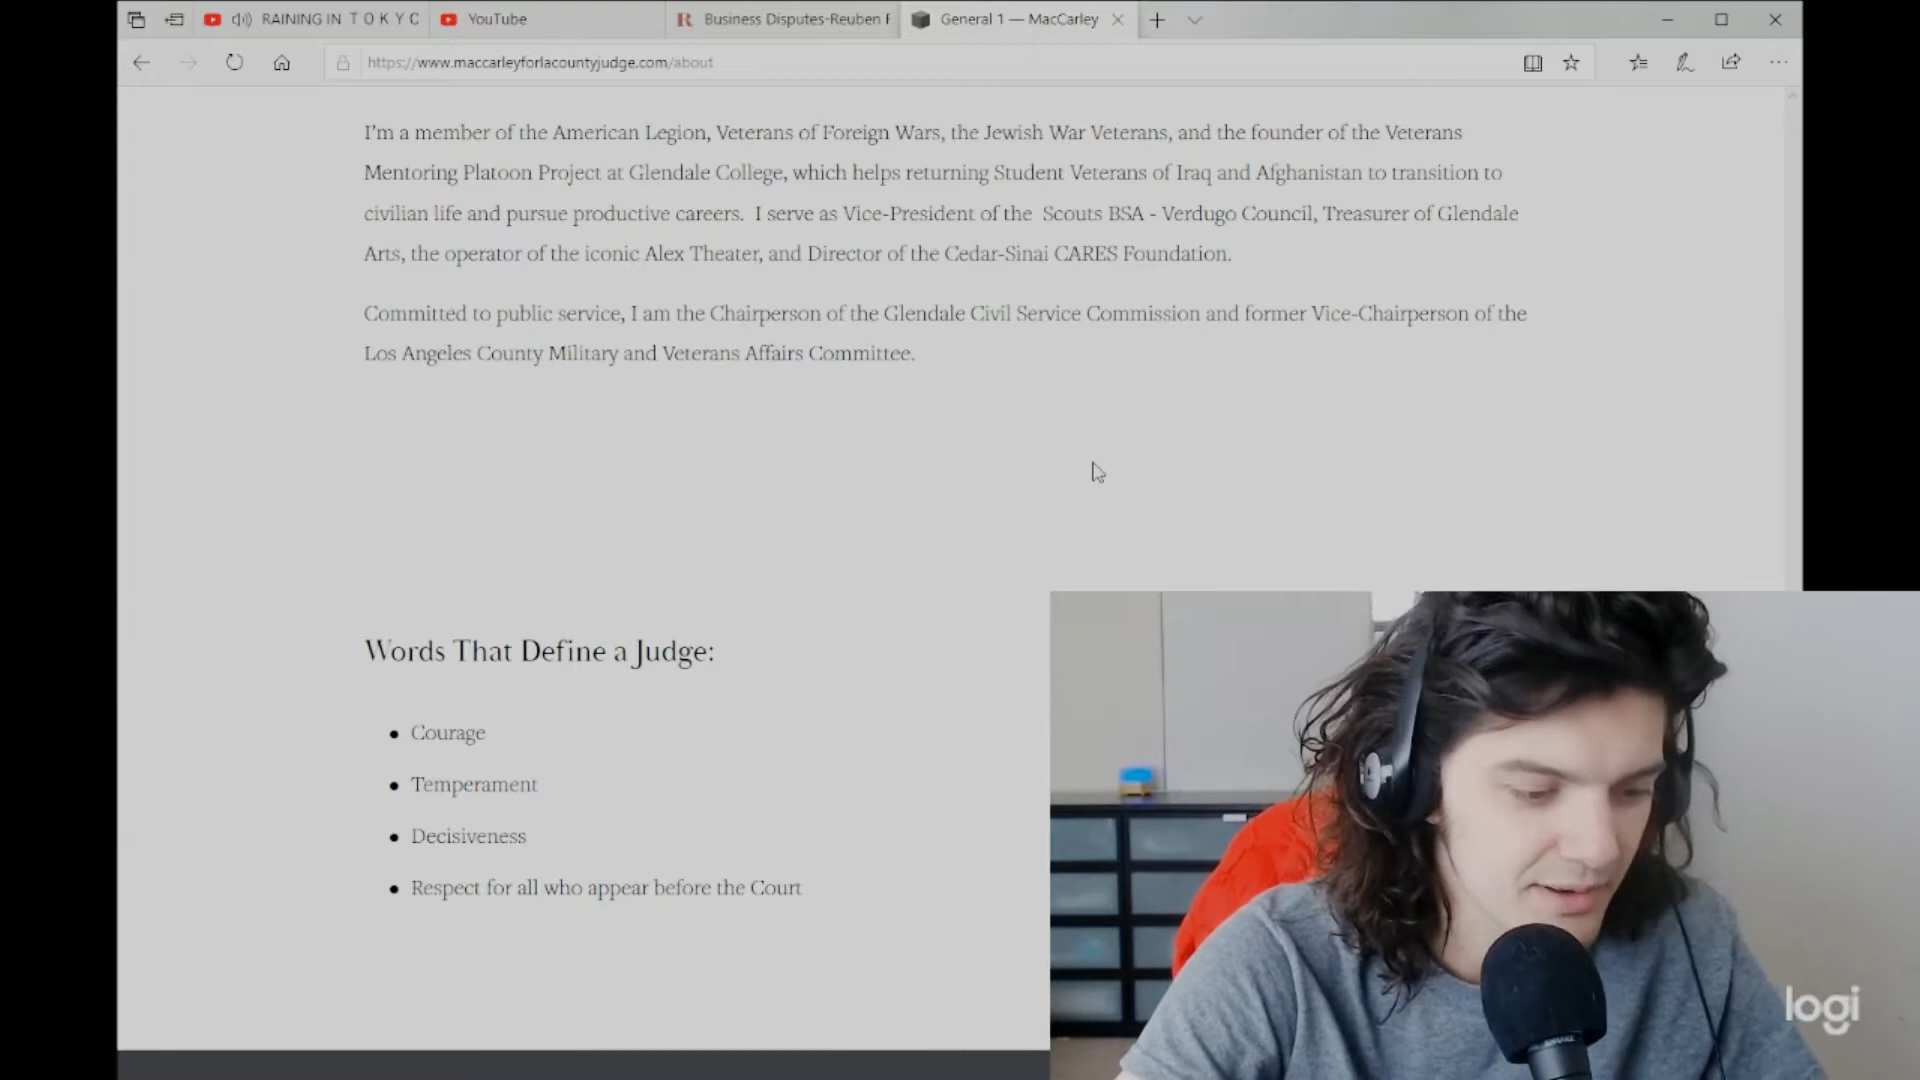 RAINING IN T O K Y C
YouTube
Business Disputes-Reuben F
General 1 — MacCarley
https://www.maccarleyforlacountyjudge.com/about
I'm a member of the American Legion, Veterans of Foreign Wars, the Jewish War Veterans, and the founder of the Veterans
Mentoring Platoon Project at Glendale College, which helps returning Student Veterans of Iraq and Afghanistan to transition to
civilian life and pursue productive careers. I serve as Vice-President of the Scouts BSA - Verdugo Council, Treasurer of Glendale
Arts, the operator of the iconic Alex Theater, and Director of the Cedar-Sinai CARES Foundation.
Committed to public service, I am the Chairperson of the Glendale Civil Service Commission and former Vice-Chairperson of the
Los Angeles County Military and Veterans Affairs Committee.
Words That Define a Judge:
Courage
Temperament
Decisiveness
Respect for all who appear before the Court
logi